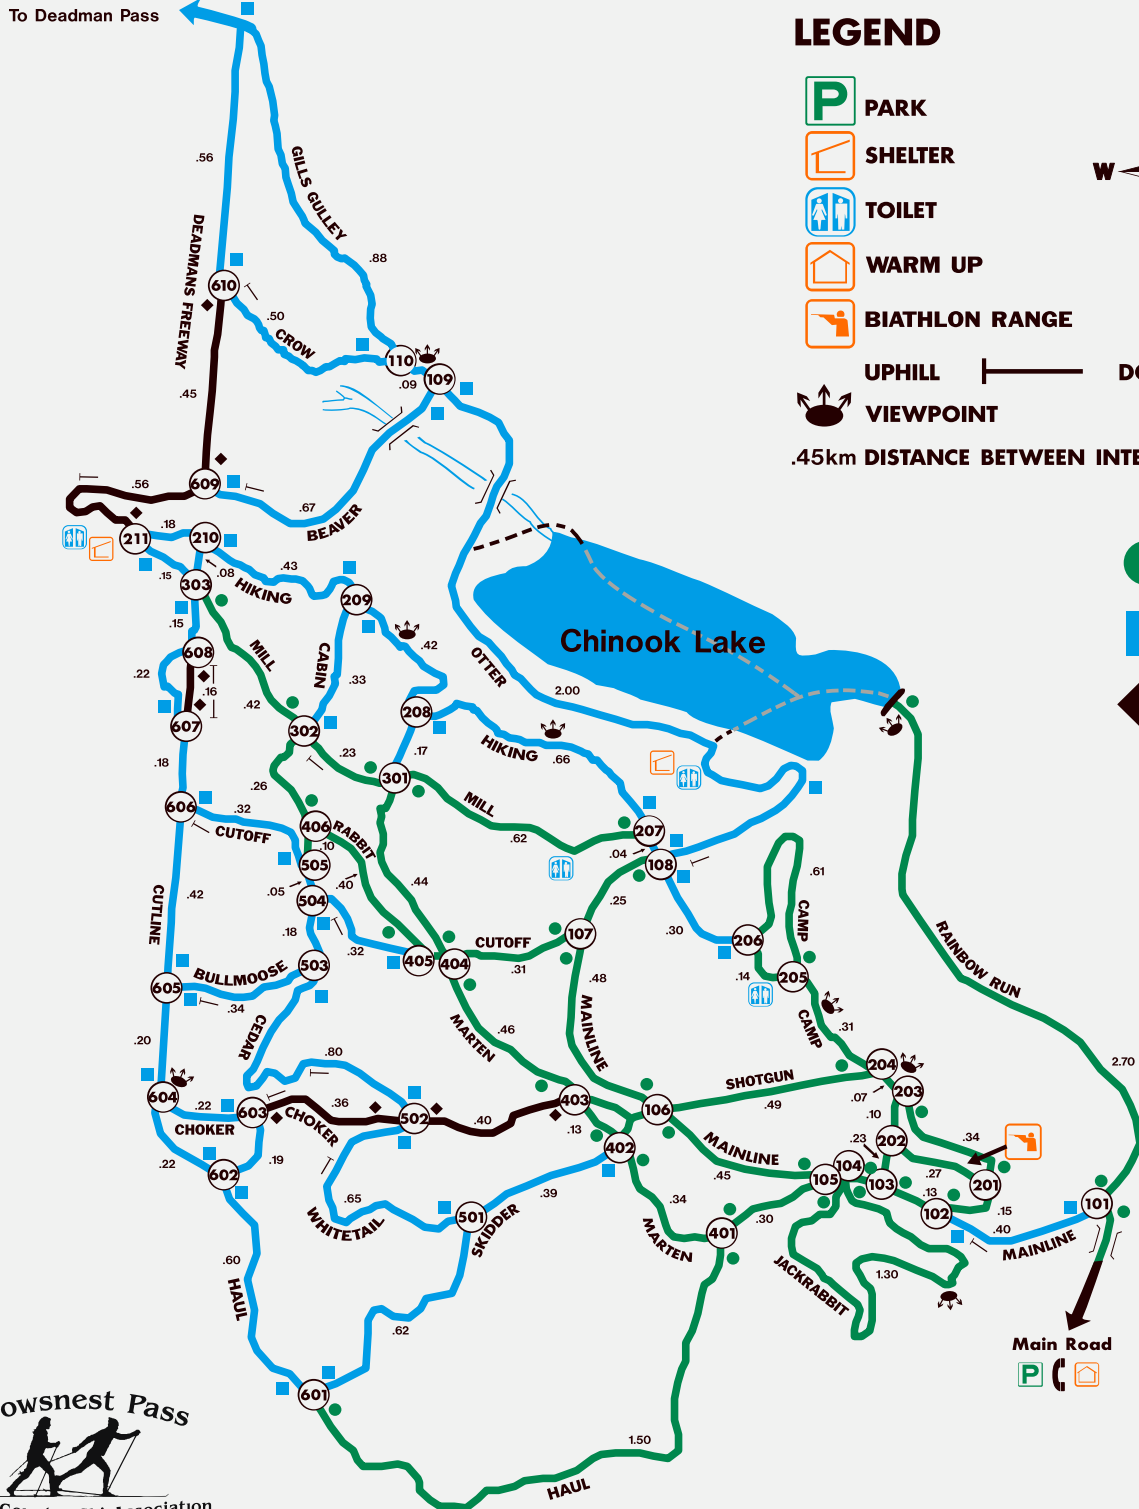 To Deadman Pass
LEGEND
P PARK
SHELTER
W
TOILET
WARM UP
BIATHLON RANGE
UPHILL
VIEWPOINT
.45km DISTANCE BETWEEN INTE
.56
GILLS GULLEY
.88
DEADMANS FREEWAY
610
.50
CROW
110
.09
109
.45
609
.56
.67
BEAVER
211
.18
210
.15
.08
303
HIKING
.43
209
.15
608
MILL
CABIN
.42
.22
.16
.33
OTTER
2.00
Chinook Lake
607
.42
302
208
.18
.23
.17
HIKING
.66
301
.26
606
.32
CUTOFF
406
RABBIT
MILL
.62
207
.10
505
.04
108
.05
.40
504
.44
.25
.61
.42
CUTLINE
.18
.32
405
404
CUTOFF
.31
107
.30
206
CAMP
RAINBOW RUN
503
605
BULLMOOSE
.34
.48
.14
205
.20
CEDAR
MARTEN
.46
MAINLINE
CAMP
.31
.80
2.70
604
.22
CHOKER
603
.36
CHOKER
502
.40
403
.13
106
SHOTGUN
.49
204
.07
203
.10
.34
402
MAINLINE
.45
202
.23
.27
.22
602
.19
104
105
103
.13
201
.15
102
.65
WHITETAIL
501
.39
SKIDDER
.34
MARTEN
401
.30
.40
MAINLINE
101
.60
HAUL
JACKRABBIT
1.30
.62
Main Road
P
601
1.50
HAUL
owsnest Pass